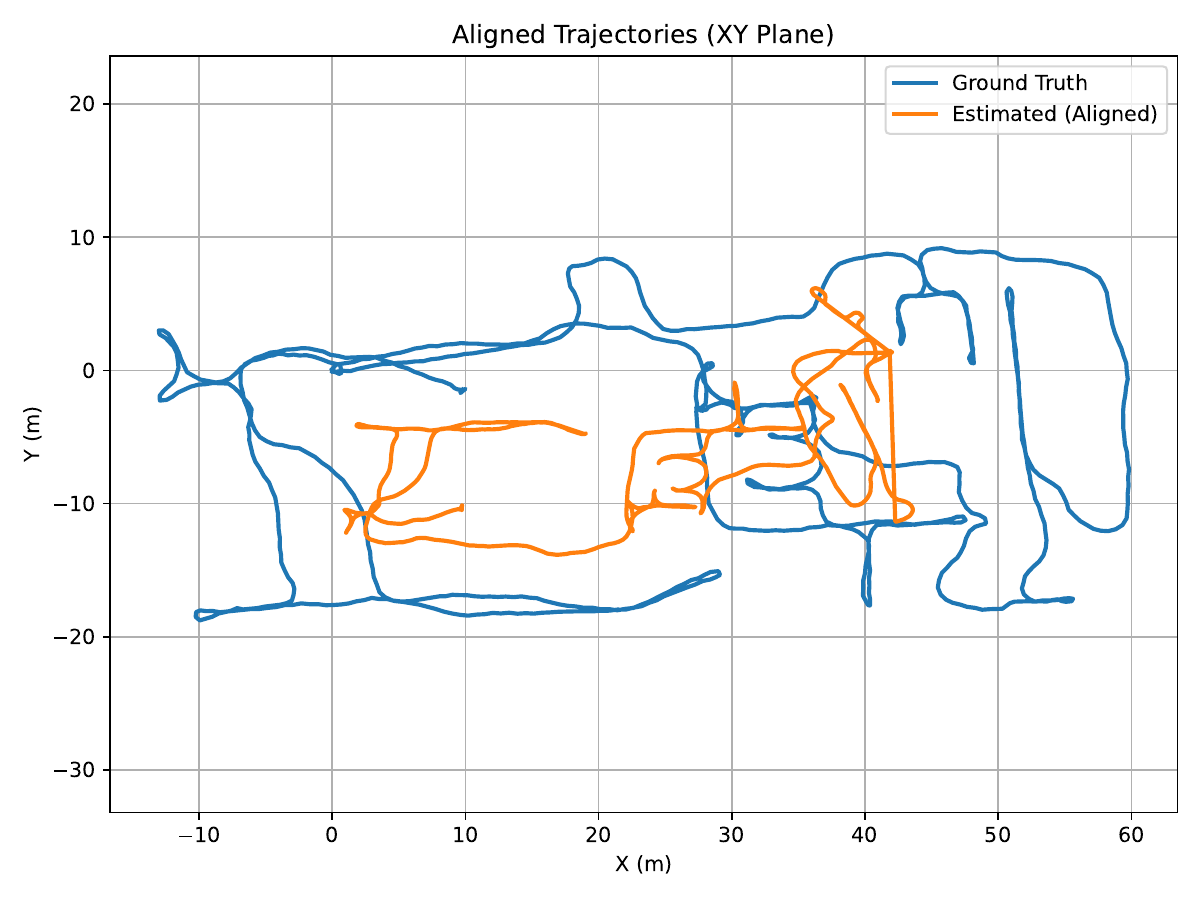 Aligned Trajectories (XY Plane)
Ground Truth
Estimated (Aligned)
20
10
0
−10
−20
−30
Y (m)
−10 0 10 20 30 40 50 60
X (m)